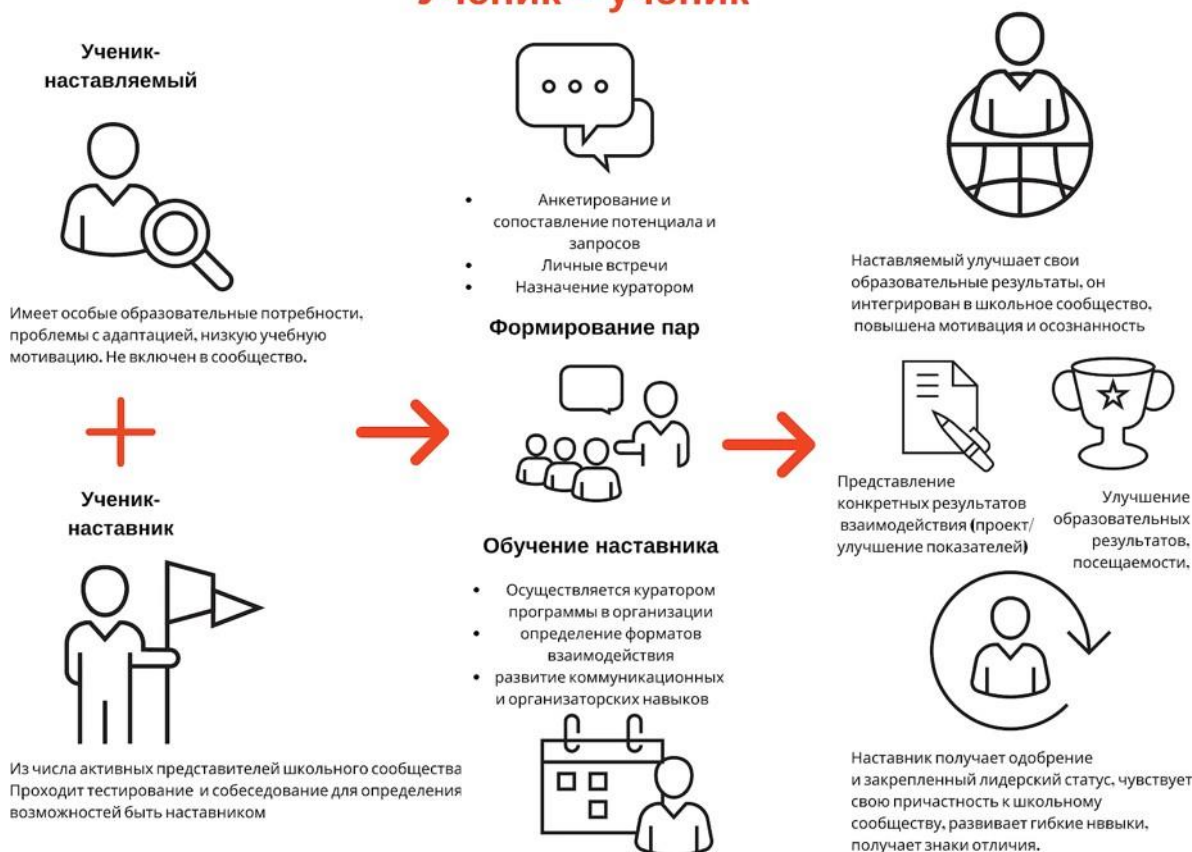 Ученик – ученик
Ученик-
наставляемый
Имеет особые образовательные потребности,
проблемы с адаптацией, низкую учебную
мотивацию. Не включен в сообщество.
Ученик-
наставник
Из числа активных представителей школьного сообщества
Проходит тестирование и собеседование для определения
возможностей быть наставником
• Анкетирование и
сопоставление потенциала и
запросов
• Личные встречи
• Назначение куратором
Формирование пар
Обучение наставника
• Осуществляется куратором
программы в организации
• определение форматов
взаимодействия
• развитие коммуникационных
и организаторских навыков
Наставляемый улучшает свои
образовательные результаты, он
интегрирован в школьное сообщество,
повышена мотивация и осознанность
Представление
конкретных результатов
взаимодействия (проект/
улучшение показателей)
Улучшение
образовательных
результатов,
посещаемости.
Наставник получает одобрение
и закрепленный лидерский статус, чувствует
свою причастность к школьному
сообществу, развивает гибкие нввыки,
получает знаки отличия.